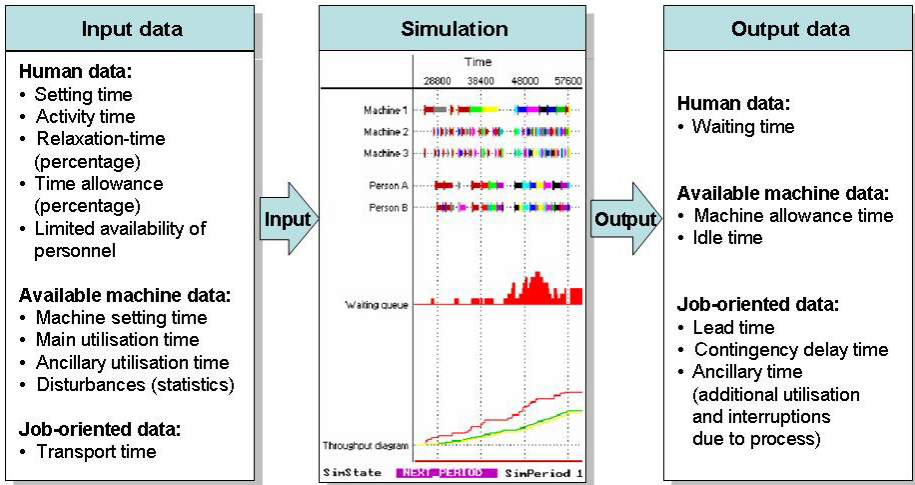 Input data
Human data:
• Setting time
• Activity time
• Relaxation-time
(percentage)
• Time allowance
(percentage)
• Limited availability of
personnel
Available machine data:
• Machine setting time
• Main utilisation time
• Ancillary utilisation time
• Disturbances (statistics)
Job-oriented data:
• Transport time
Input
Simulation
Time
28800 38400 48000 57600
Machine 1
Machine 2
Machine 3
Person A
Person B
Waiting queue
Throughput diagram
SimState NEXT_PERIOD SimPeriod 1
Output
Output data
Human data:
• Waiting time
Available machine data:
• Machine allowance time
• Idle time
Job-oriented data:
• Lead time
• Contingency delay time
• Ancillary time
(additional utilisation
and interruptions
due to process)